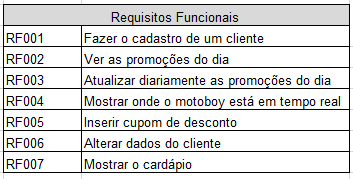 Requisitos Funcionais
RF001 Fazer o cadastro de um cliente
RF002 Ver as promoções do dia
RF003 Atualizar diariamente as promoções do dia
RF004 Mostrar onde o motoboy está em tempo real
RF005 Inserir cupom de desconto
RF006 Alterar dados do cliente
RF007 Mostrar o cardápio